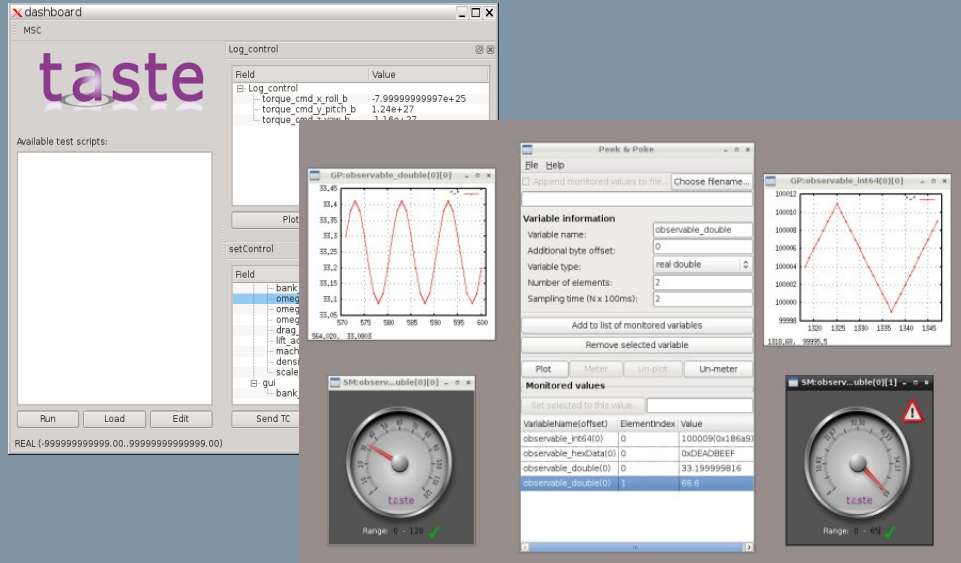 dashboard
MSC
taste
Available test scripts:
Run Load Edit
REAL (-999999999999.00..99999999999999.00)
Log_control
Field Value
Log_control
torque_cmd_x_roll_b -7.99999999997e+25
torque_cmd_y_pitch_b 1.24e+27
Plot
setControl
Field
bank
omeg
omeg
omeg
drag_
lift_ac
mach
densi
scale
gui
bank_
Send TC
GP:observable_double(0)[0]
33,45
33,4
33,35
33,3
33,25
33,2
33,15
33,1
33,05
570 575 580 585 590 595 600
564,020, 33,0803
SM:observ...uble(0)[0]
taste
Range: 0 - 120
Peek & Poke
File Help
Append monitored values to file. Choose filename...
Variable information
Variable name: observable_double
Additional byte offset: 0
Variable type: real double
Number of elements: 2
Sampling time (N x 100ms): 2
Add to list of monitored variables
Remove selected variable
Plot Meter Un-plot Un-meter
Monitored values
Set selected to this value:
VariableName(offset) ElementIndex Value
observable_int64(0) 0 100009(0x186a9)
observable_hexData(0) 0 0xDEADBEEF
observable_double(0) 0 33.199999816
observable_double(0) 1 66.6
GP:observable_int64(0)[0]
100012
100010
100008
100006
100004
100002
100000
99998
1320 1325 1330 1335 1340 1345
1318,68, 99995,5
SM:observ...uble(0)[1]
taste
Range: 0 - 65